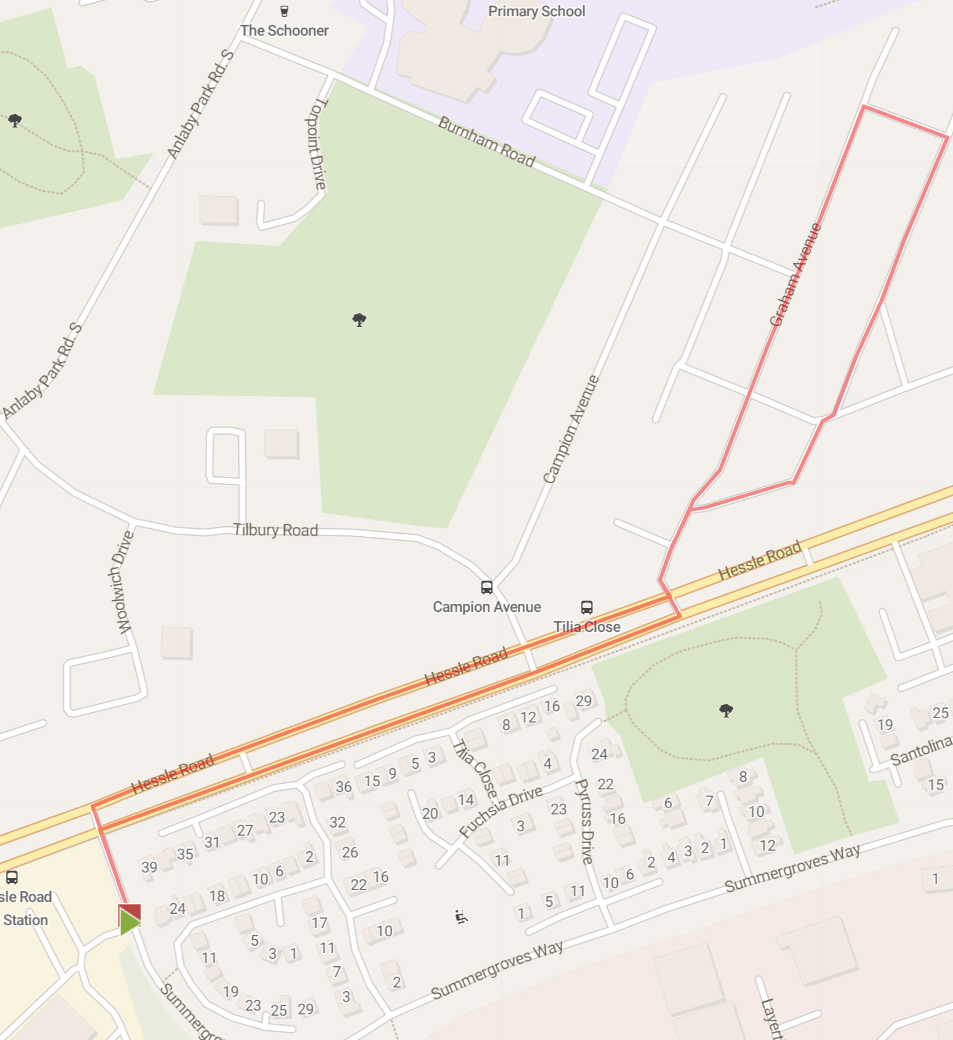 Primary School
The Schooner
Anlaby Park Rd. S
Torpoint Drive
Burnham Road
Graham Avenue
Anlaby Park Rd. S
Campion Avenue
Tilbury Road
Woolwich Drive
Hessle Road
Campion Avenue
Tilia Close
Hessle Road
Hessle Road
29
16
12
8
25
19
Santolina
15
24
4
3
5
9
15
36
Tilia Close
22
8
6
7
10
14
20
Fuchsia Drive
23
16
Pyruss Drive
3
23
27
31
32
35
39
26
2
12
1
2
3
4
2
Summergroves Way
11
16
22
6
10
18
6
10
11
5
1
24
17
10
1
sle Road
Station
5
3
1
11
11
Summergroves Way
7
2
19
23
25
29
3
Summergro
Layert